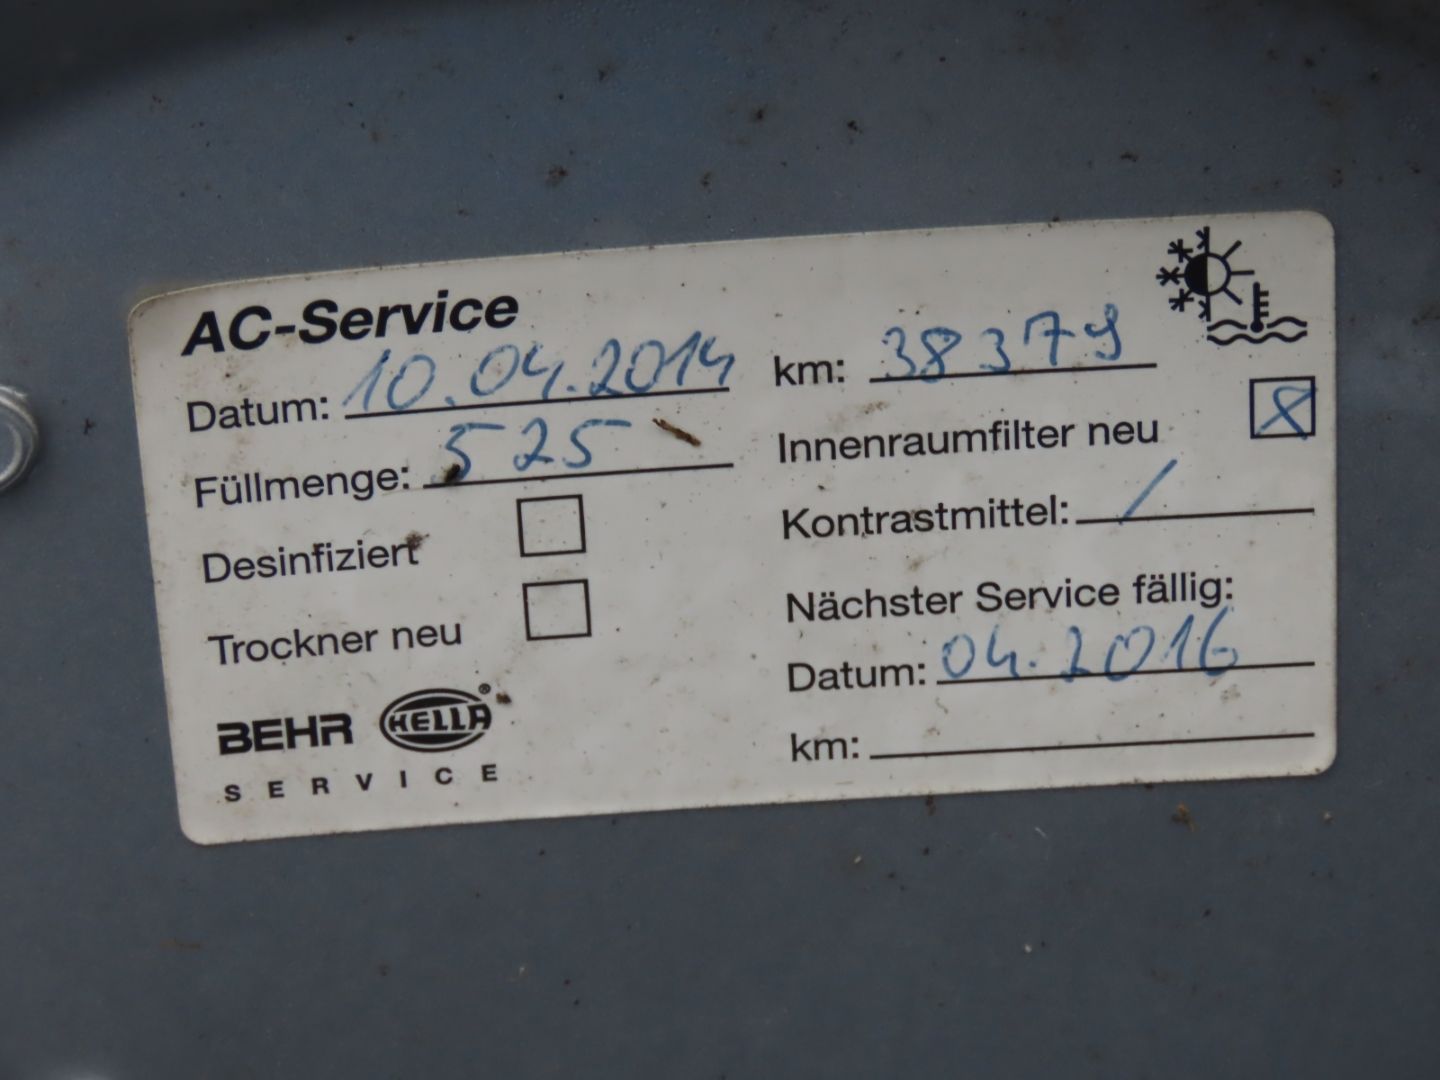 AC-Service
Datum: 10.04.2014
Füllmenge: 525
Desinfiziert
Trockner neu
BEHR HELLA®
SERVICE
km: 38379
Innenraumfilter neu
Kontrastmittel: /
Nächster Service fällig:
Datum: 04.2016
km: